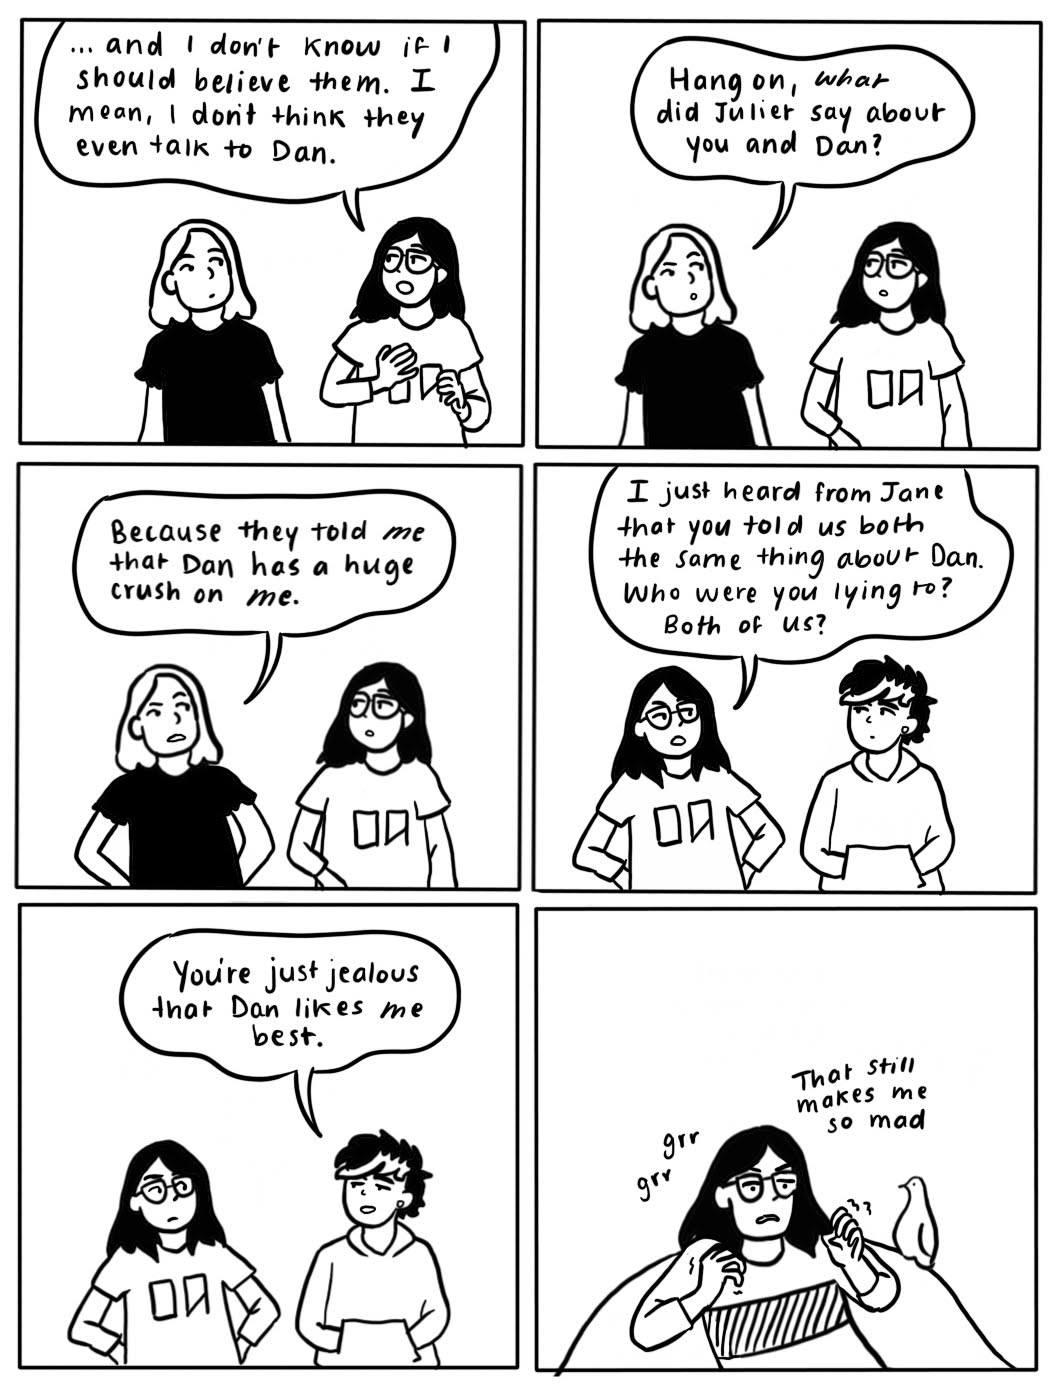 ... and I don't know if I
should believe them. I
mean, I don't think they
even talk to Dan.
Hang on, what
did Juliet say about
you and Dan?
Because they told me
that Dan has a huge
crush on me.
I just heard from Jane
that you told us both
the same thing about Dan.
Who were you lying to?
Both of us?
You're just jealous
that Dan likes me
best.
That still
makes me
so mad
grr
grr